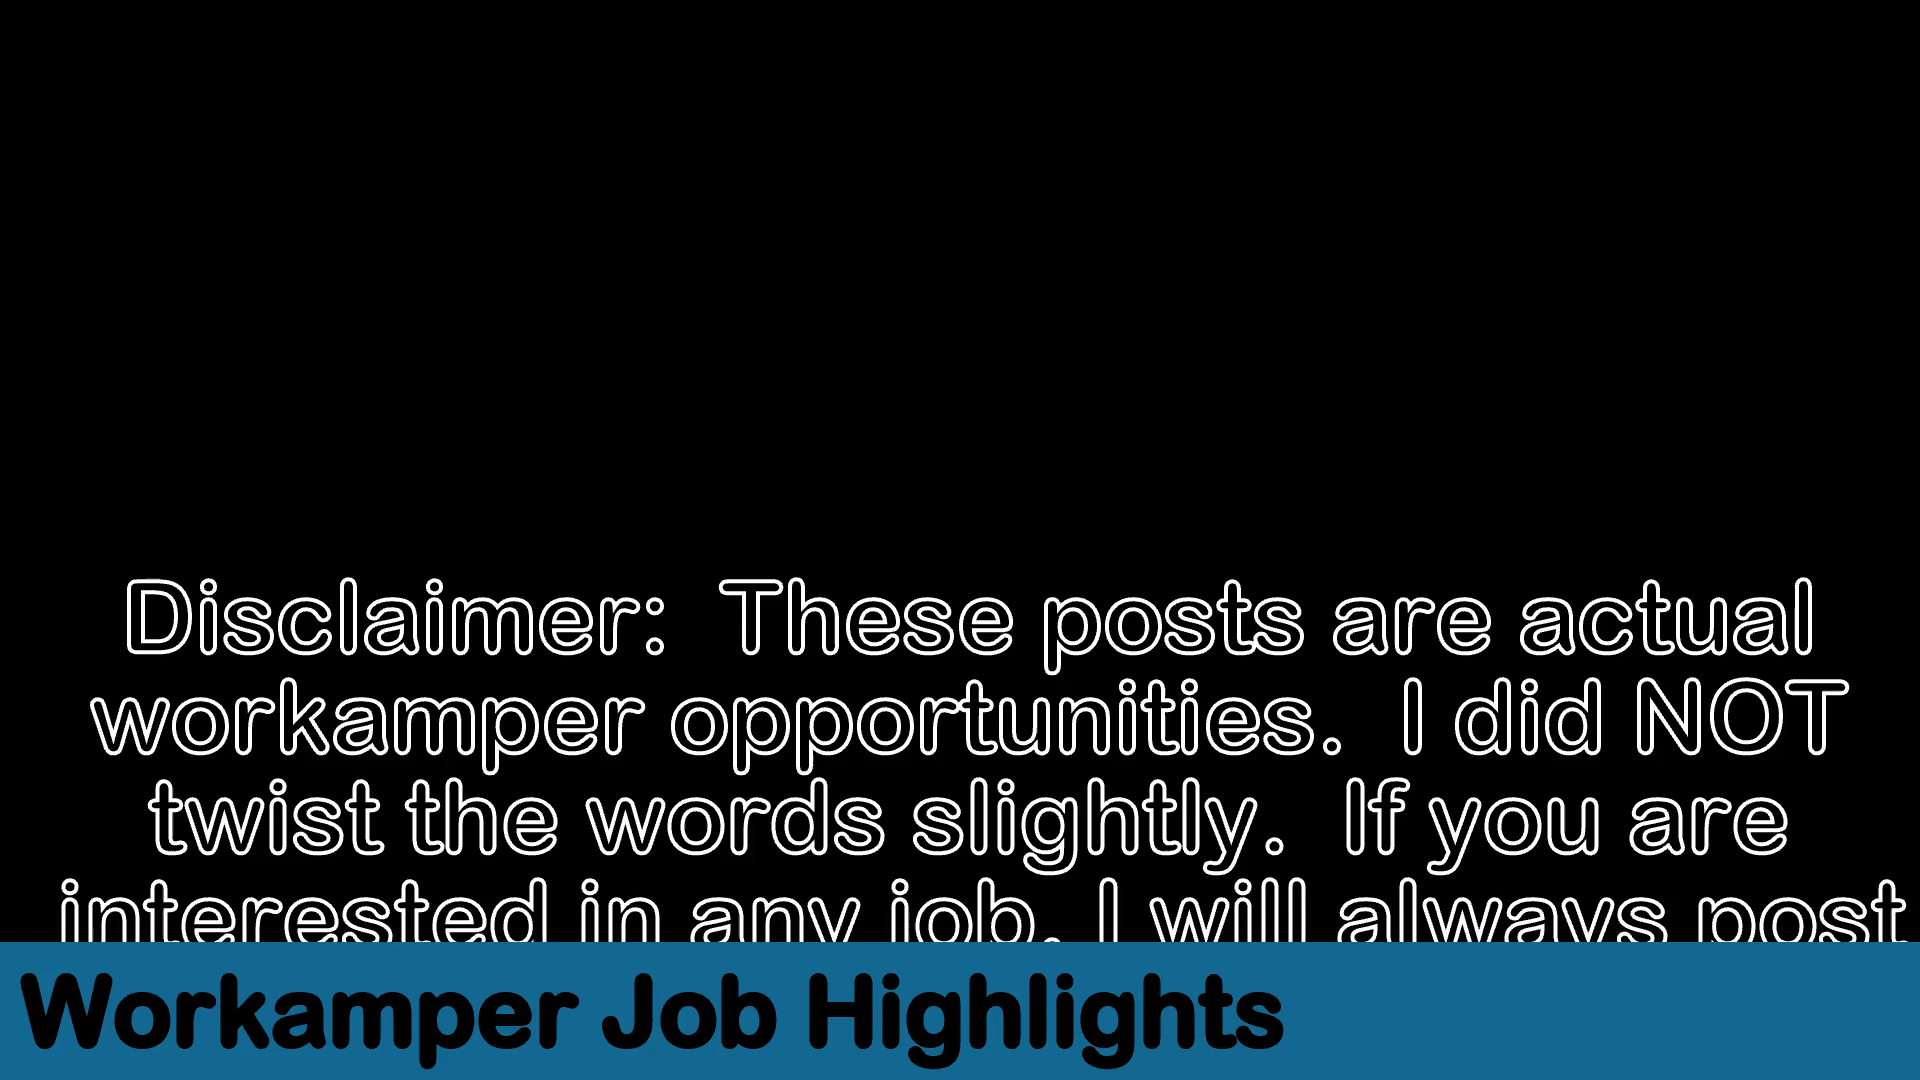 Disclaimer:  These posts are actual
workamper opportunities.  I did NOT
twist the words slightly.  If you are
interested in any job, I will always post
Workamper Job Highlights